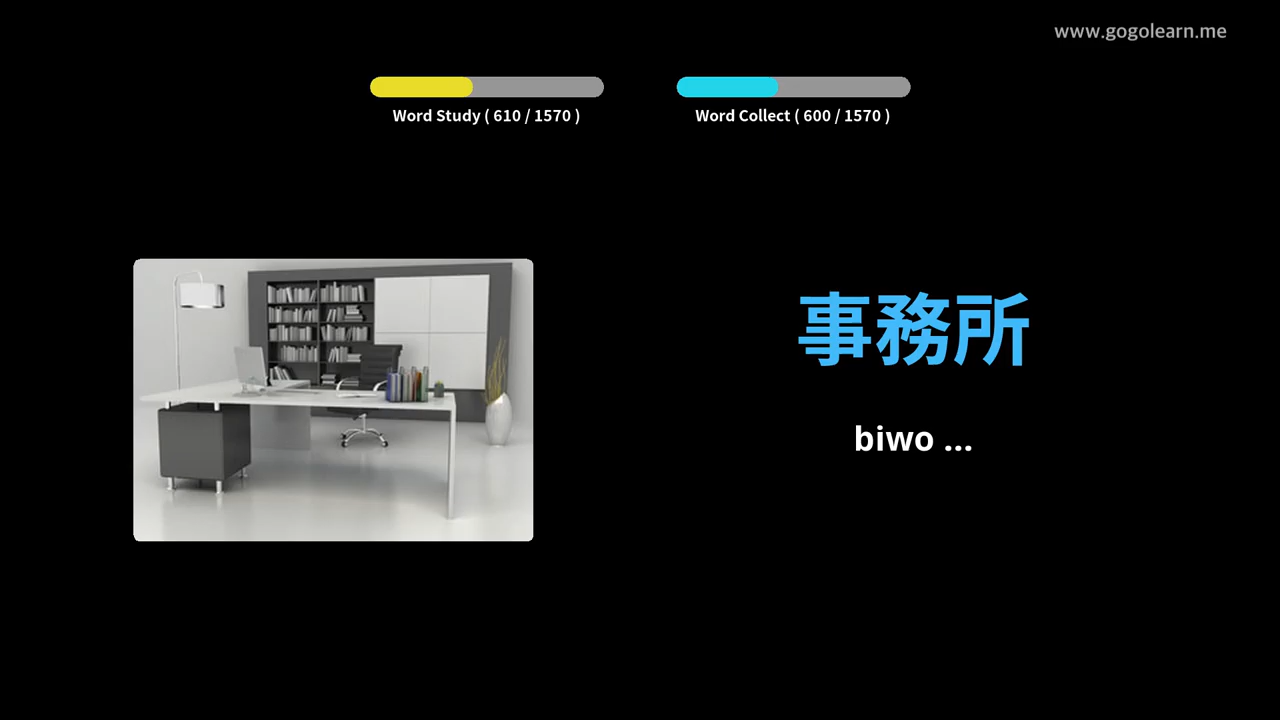 www.gogolearn.me
Word Study ( 610 / 1570 )
Word Collect ( 600 / 1570 )
事務所
biwo ...